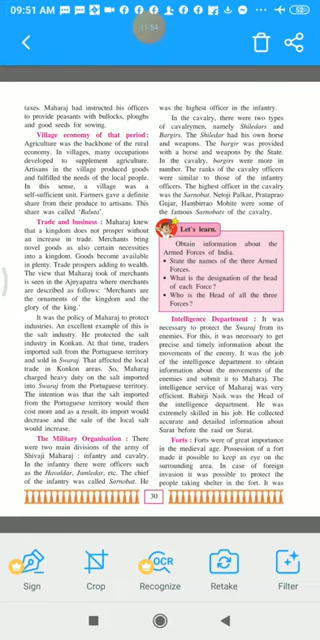 09:51 AM
52
11:54
taxes. Maharaj had instructed his officers
to provide peasants with bullocks, ploughs
and good seeds for sowing.
Village economy of that period:
Agriculture was the backbone of the rural
economy. In villages, many occupations
developed to supplement agriculture.
Artisans in the village produced goods
and fulfilled the needs of the local people.
In this sense, a village was a
self-sufficient unit. Farmers gave a definite
share from their produce to artisans. This
This share was called 'Baluta'.
Trade and business : Maharaj knew
that a kingdom does not prosper without
an increase in trade. Merchants bring
novel goods as also certain necessities
into a kingdom. Goods become available
in plenty. Trade prospers adding to wealth.
The view that Maharaj took of merchants
is seen in the Ajnyapatra where merchants
are described as follows: 'Merchants are
the ornaments of the kingdom and the
glory of the king.'
It was the policy of Maharaj to protect
industries. An excellent example of this is
the salt industry. He protected the salt
industry in Konkan. At that time, traders
imported salt from the Portuguese territory
and sold in Swaraj. That affected the local
trade in Konkon areas. So, Maharaj
charged heavy duty on the salt imported
into Swaraj from the Portuguese territory.
The intention was that the salt imported
from the Portuguese territory would then
cost more and as a result, its import would
decrease and the sale of the local salt
would increase.
The Military Organisation : There
were two main divisions of the army of
Shivaji Maharaj : infantry and cavalry.
In the infantry there were officers such
as the Havaldar, Jumledar, etc. The chief
of the infantry was called Sarnobat. He
was the highest officer in the infantry.
In the cavalry, there were two types
of cavalrymen, namely Shiledars and
Bargirs. The Shiledar had his own horse
and weapons. The bargir was provided
with a horse and weapons by the State. In
the cavalry, bargirs were more in
number. The ranks of the cavalry officers
were similar to those of the infantry
officers. The highest officer in the cavalry
was the Sarnobat. Netoji Palkar, Prataprao
Gujar, Hambirrao Mohite were some of
the famous Sarnobats of the cavalry.
Let's learn.
Obtain information about the
Armed Forces of India.
• State the names of the three Armed
Forces.
• What is the designation of the head
of each Force?
• Who is the Head of all the three
Forces?
Intelligence Department : It was
necessary to protect the Swaraj from its
enemies. For this, it was necessary to get
precise and timely information about the
movements of the enemy. It was the job
of the intelligence department to obtain
information about the movements of the
enemies and submit it to Maharaj. The
intelligence service of Maharaj was very
efficient. Bahirji Naik was the Head of
the intelligence department. He was
extremely skilled in his job. He collected
accurate and detailed information about
Surat before the raid on Surat.
Forts : Forts were of great importance
in the medieval age. Possession of a fort
made it possible to keep an eye on the
surrounding area. In case of foreign
invasion it was possible to protect the
people taking shelter in the fort. It was
30
Sign
Crop
OCR
Recognize
Retake
Filter